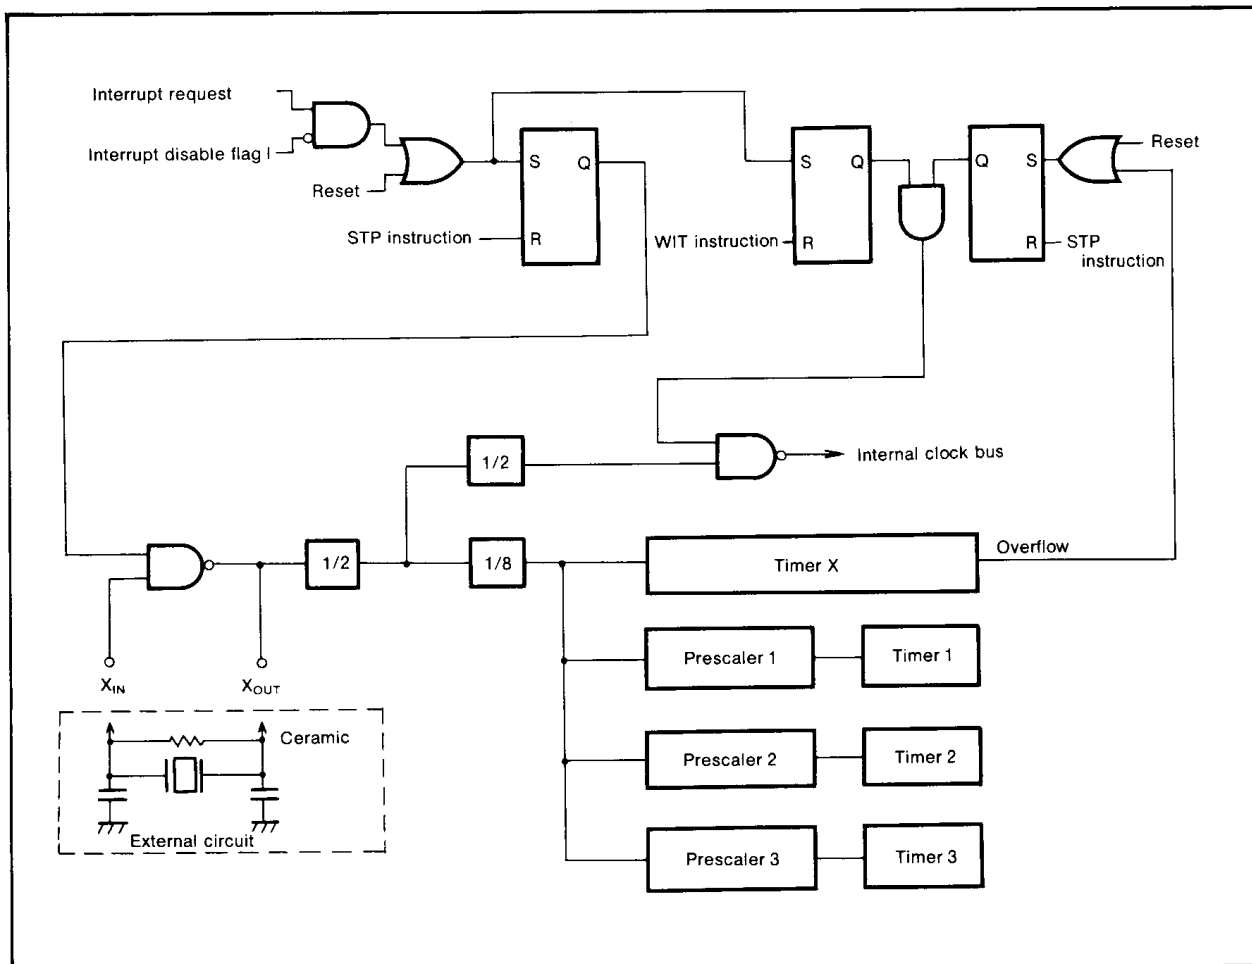 Interrupt request
Interrupt disable flag I
Reset
S Q
STP instruction
R
S Q
WIT instruction
R
Q S
R
Reset
STP
instruction
1/2
Internal clock bus
1/2
1/8
Timer X
Overflow
Prescaler 1
Timer 1
Prescaler 2
Timer 2
Prescaler 3
Timer 3
XIN
XOUT
Ceramic
External circuit